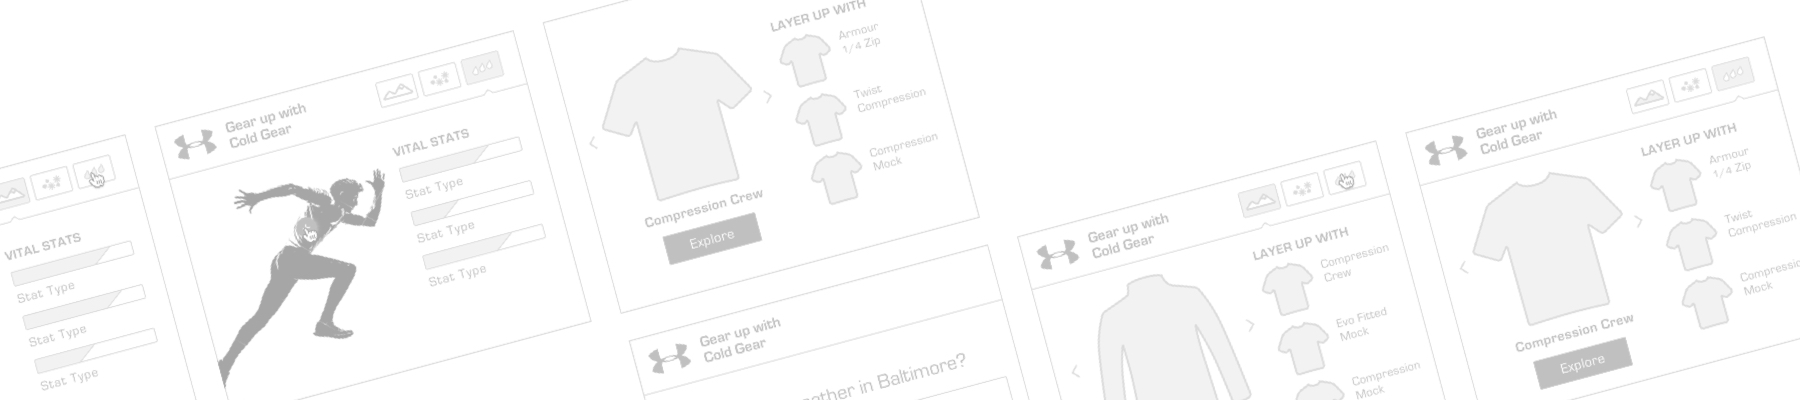 VITAL STATS
Stat Type
Stat Type
Stat Type
Gear up with
Cold Gear
VITAL STATS
Stat Type
Stat Type
Stat Type
LAYER UP WITH
Armour
1/4 Zip
Twist
Compression
Compression
Mock
Compression Crew
Explore
Gear up with
Cold Gear
in Baltimore?
Gear up with
Cold Gear
LAYER UP WITH
Compression
Crew
Evo Fitted
Mock
Compression
Mock
Gear up with
Cold Gear
LAYER UP WITH
Armour
1/4 Zip
Twist
Compression
Mock
Compression Crew
Explore